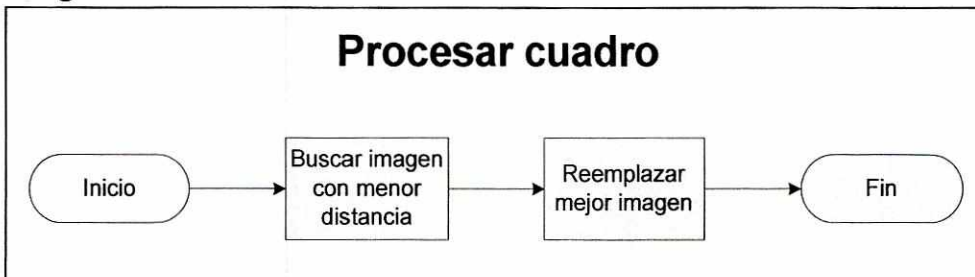 Procesar cuadro
Inicio
Buscar imagen
con menor
distancia
Reemplazar
mejor imagen
Fin